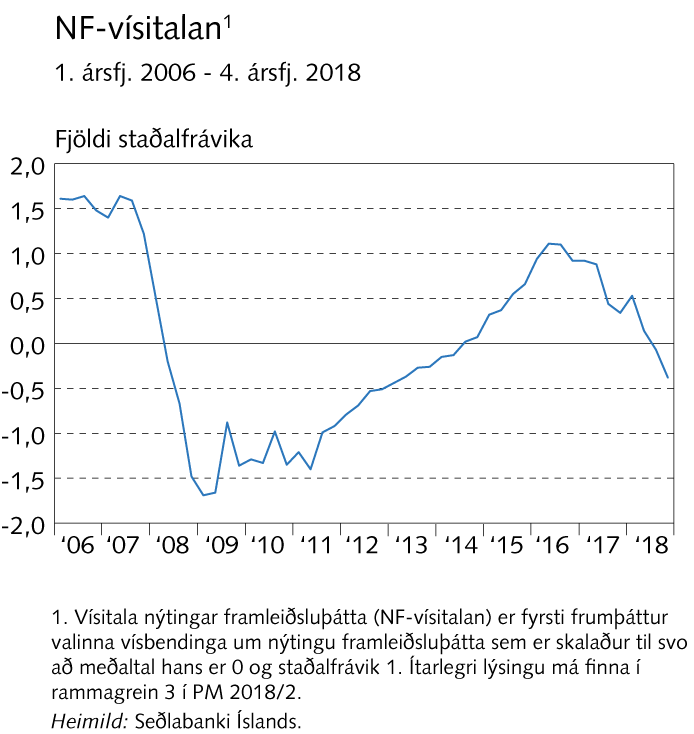 NF-vísitalan1
1. ársfj. 2006 - 4. ársfj. 2018
Fjöldi staðalfrávika
2,0
1,5
1,0
0,5
0,0
-0,5
-1,0
-1,5
-2,0
‘06 ‘07 ‘08 ‘09 ‘10 ‘11 ‘12 ‘13 ‘14 ‘15 ‘16 ‘17 ‘18
1. Vísitala nýtingar framleiðsluþátta (NF-vísitalan) er fyrsti frumþáttur
valinna vísbendinga um nýtingu framleiðsluþátta sem er skalaður til svo
að meðaltal hans er 0 og staðalfrávik 1. Ítarlegri lýsingu má finna í
rammagrein 3 í PM 2018/2.
Heimild: Seðlabanki Íslands.